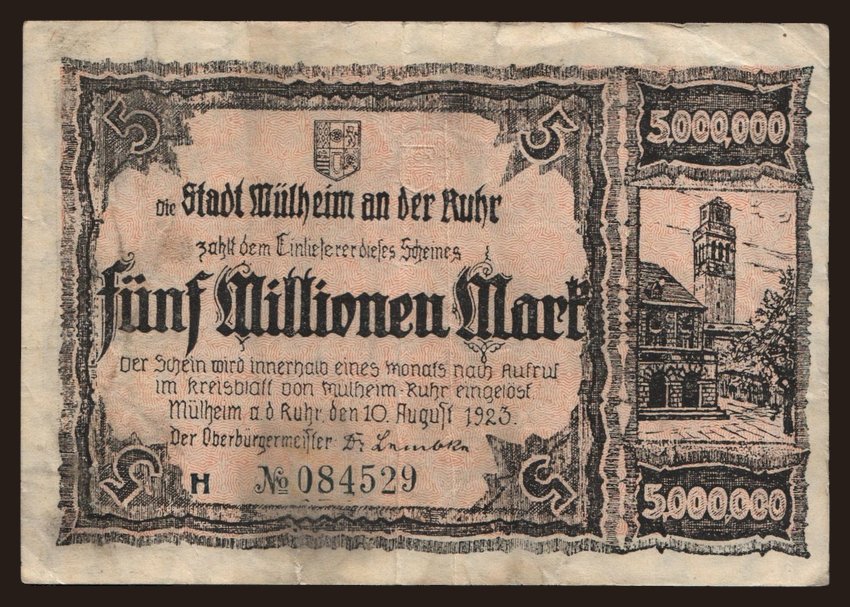 5
5
die Stadt Mülheim an der Ruhr
zahlt dem Einlieferer dieses Scheines
fünf Millionen Mark
Der Schein wird innerhalb eines Monats nach Aufruf
im Kreisblatt von Mülheim-Ruhr eingelöst.
Mülheim a.d. Ruhr, den 10. August 1923.
Der Oberbürgermeister Dr. Lembke
5
H № 084529
5
5,000,000
5,000,000